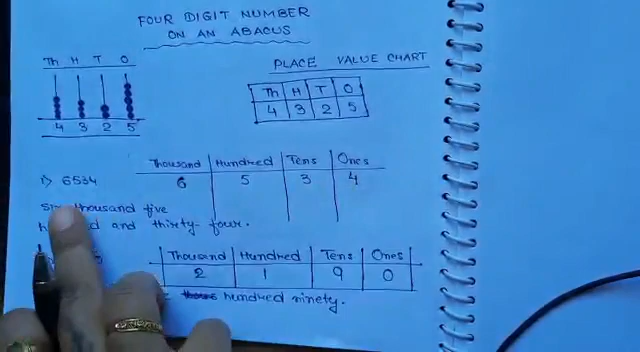 FOUR DIGIT NUMBER
ON AN ABACUS
Th H T O
4 3 2 5
PLACE VALUE CHART
Th H T O
4 3 2 5
1) 6534
Thousand Hundred Tens Ones
6 5 3 4
thousand five
and thirty-four.
Thousand Hundred Tens Ones
2 1 9 0
hundred ninety.